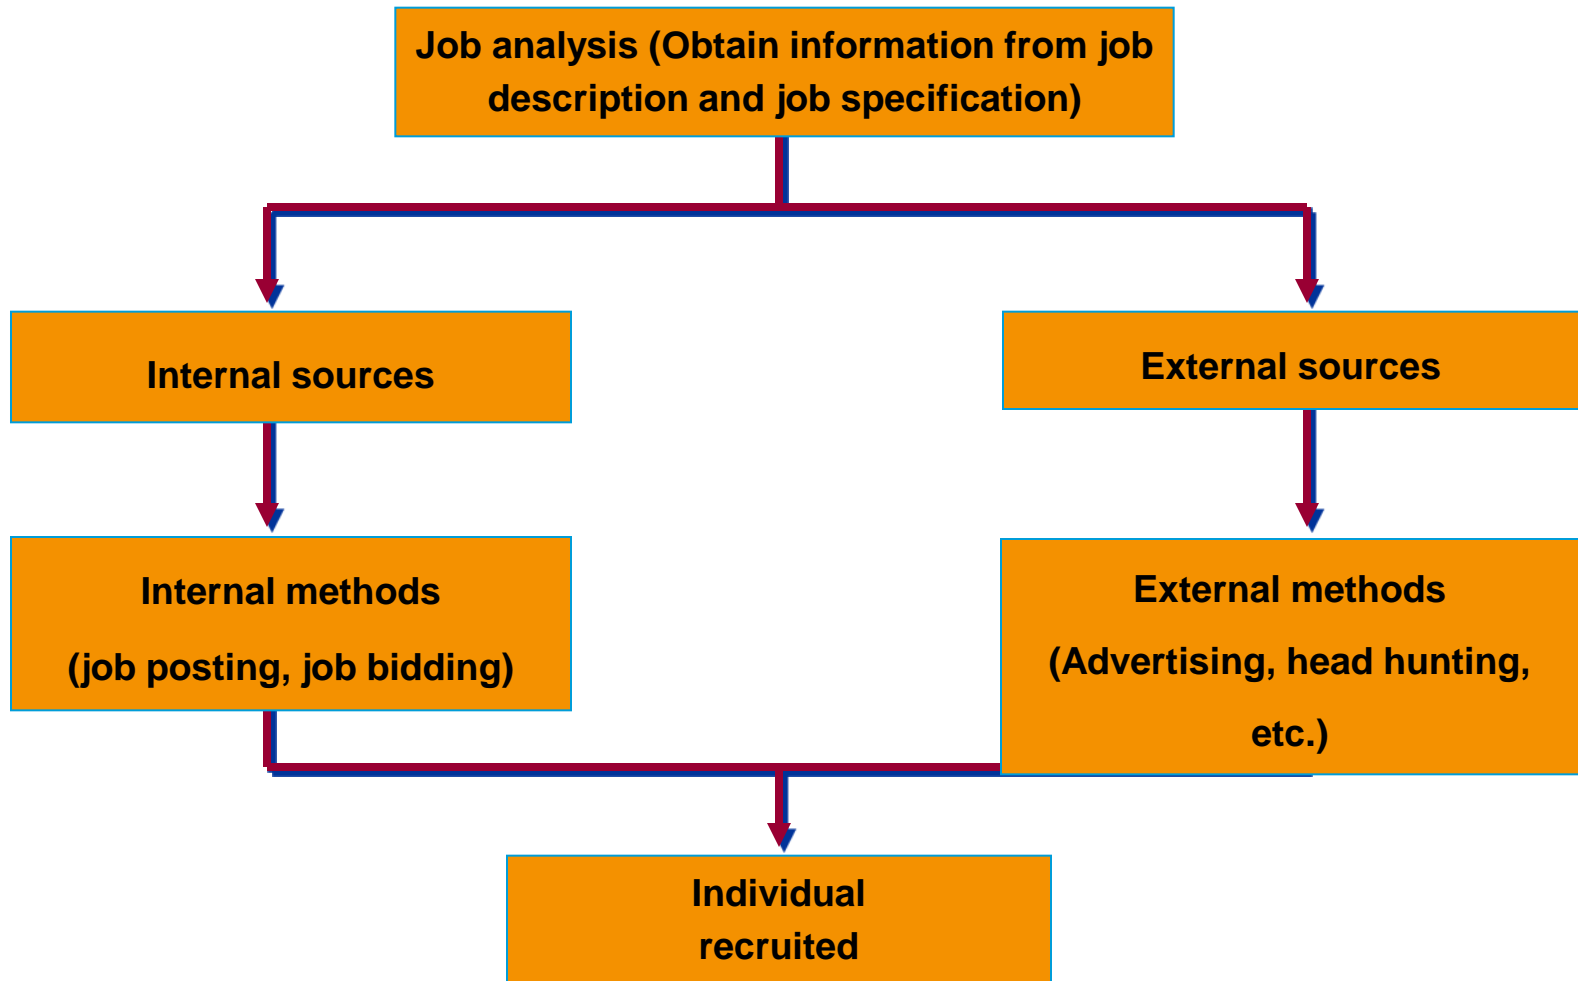 Job analysis (Obtain information from job
description and job specification)
Internal sources
External sources
Internal methods
(job posting, job bidding)
External methods
(Advertising, head hunting,
etc.)
Individual
recruited